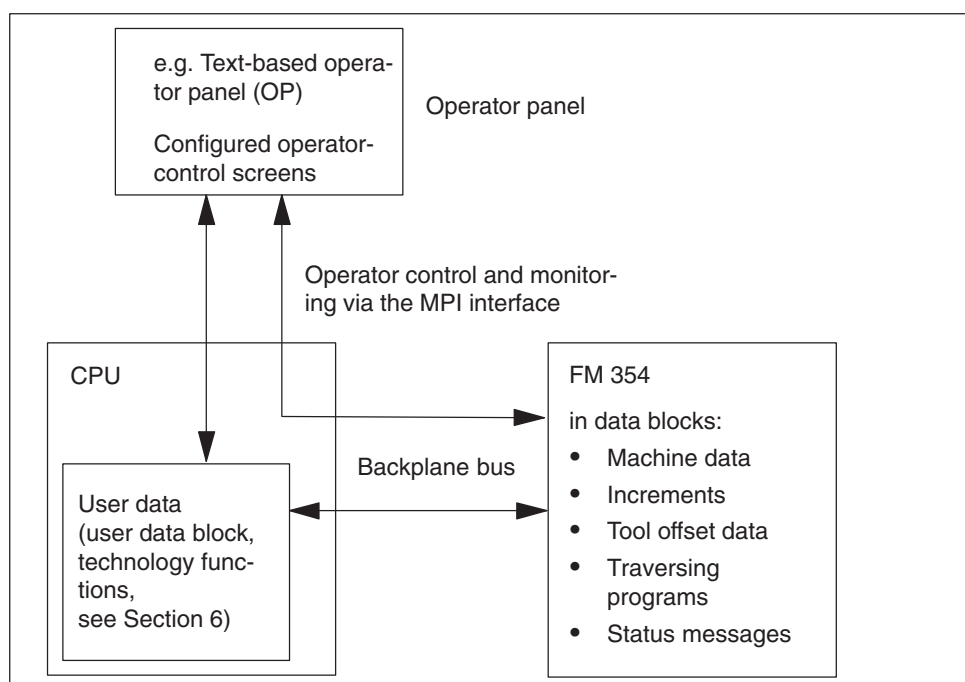 e.g. Text-based opera-
tor panel (OP)
Configured operator-
control screens
Operator panel
Operator control and monitor-
ing via the MPI interface
CPU
User data
(user data block,
technology func-
tions,
see Section 6)
Backplane bus
FM 354
in data blocks:
• Machine data
• Increments
• Tool offset data
• Traversing
programs
• Status messages